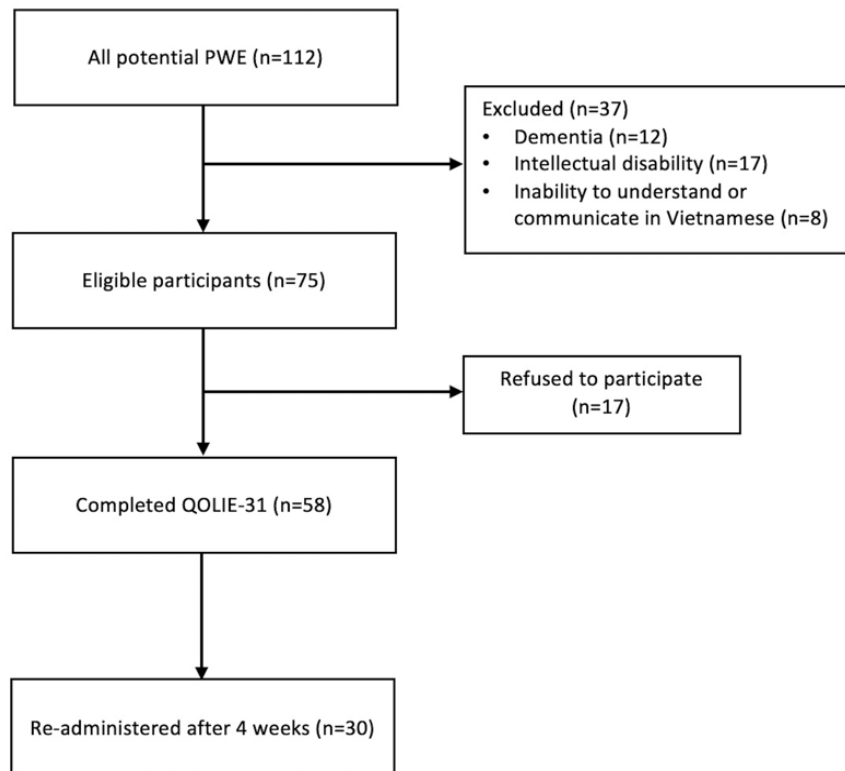 All potential PWE (n=112)
Excluded (n=37)
• Dementia (n=12)
• Intellectual disability (n=17)
• Inability to understand or
communicate in Vietnamese (n=8)
Eligible participants (n=75)
Refused to participate
(n=17)
Completed QOLIE-31 (n=58)
Re-administered after 4 weeks (n=30)